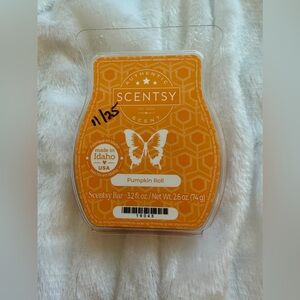 AUTHENTIC
SCENTSY
SCENT
11/25
made in
Idaho
USA
Pumpkin Roll
Scentsy Bar 3.2 fl oz / Net Wt. 2.6 oz (74 g)